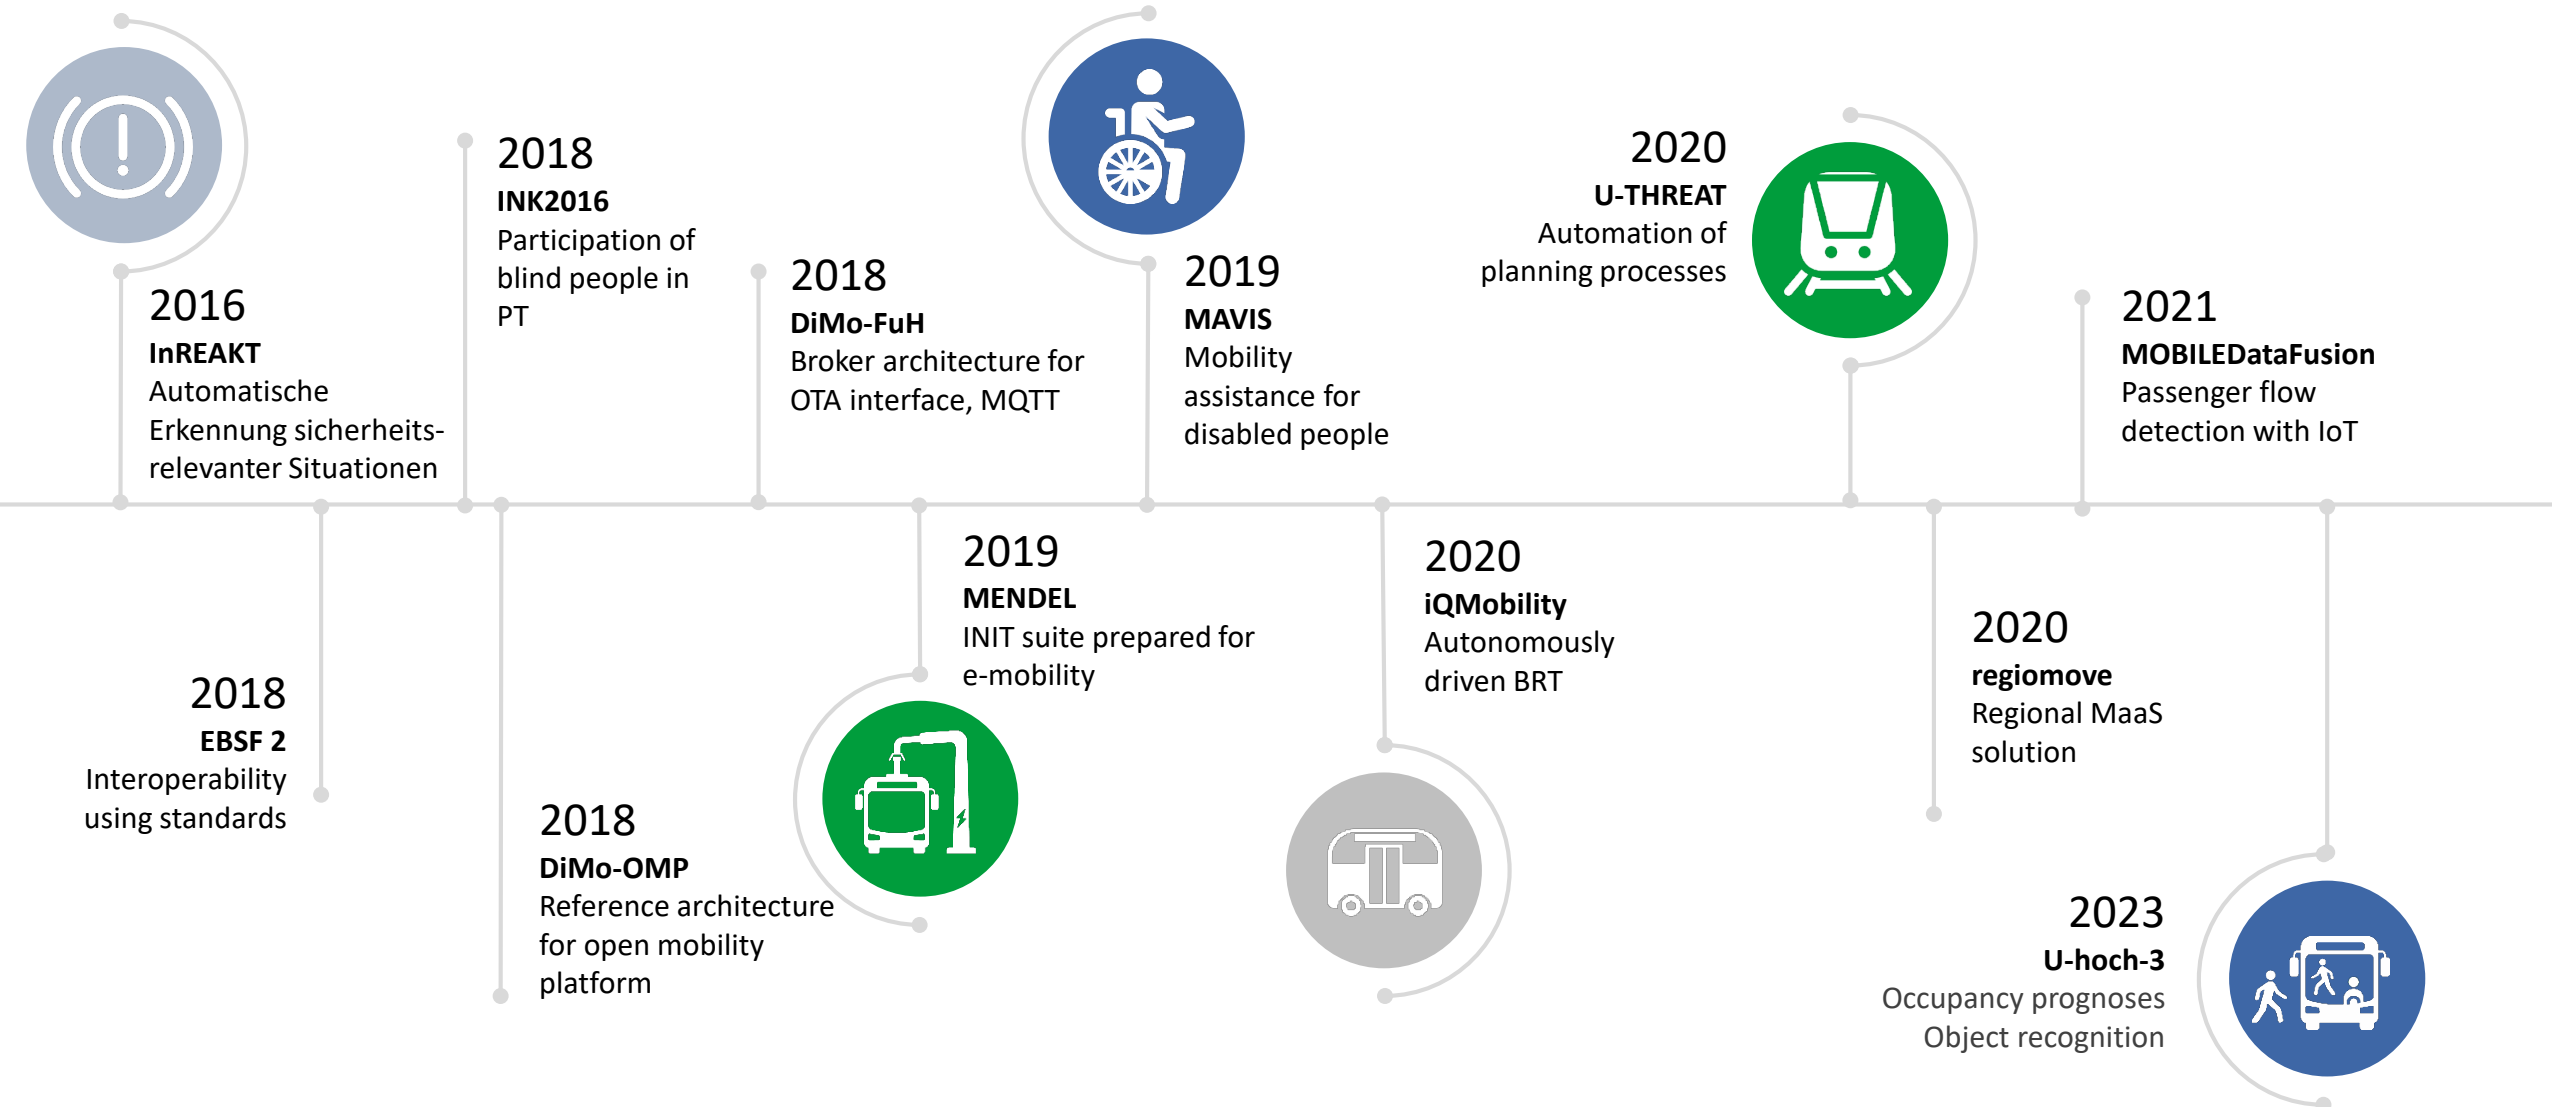 2016
InREAKT
Automatische
Erkennung sicherheits-
relevanter Situationen
2018
EBSF 2
Interoperability
using standards
2018
INK2016
Participation of
blind people in
PT
2018
DiMo-OMP
Reference architecture
for open mobility
platform
2018
DiMo-FuH
Broker architecture for
OTA interface, MQTT
2019
MENDEL
INIT suite prepared for
e-mobility
2019
MAVIS
Mobility
assistance for
disabled people
2020
iQMobility
Autonomously
driven BRT
2020
U-THREAT
Automation of
planning processes
2020
regiomove
Regional MaaS
solution
2021
MOBILEDataFusion
Passenger flow
detection with IoT
2023
U-hoch-3
Occupancy prognoses
Object recognition